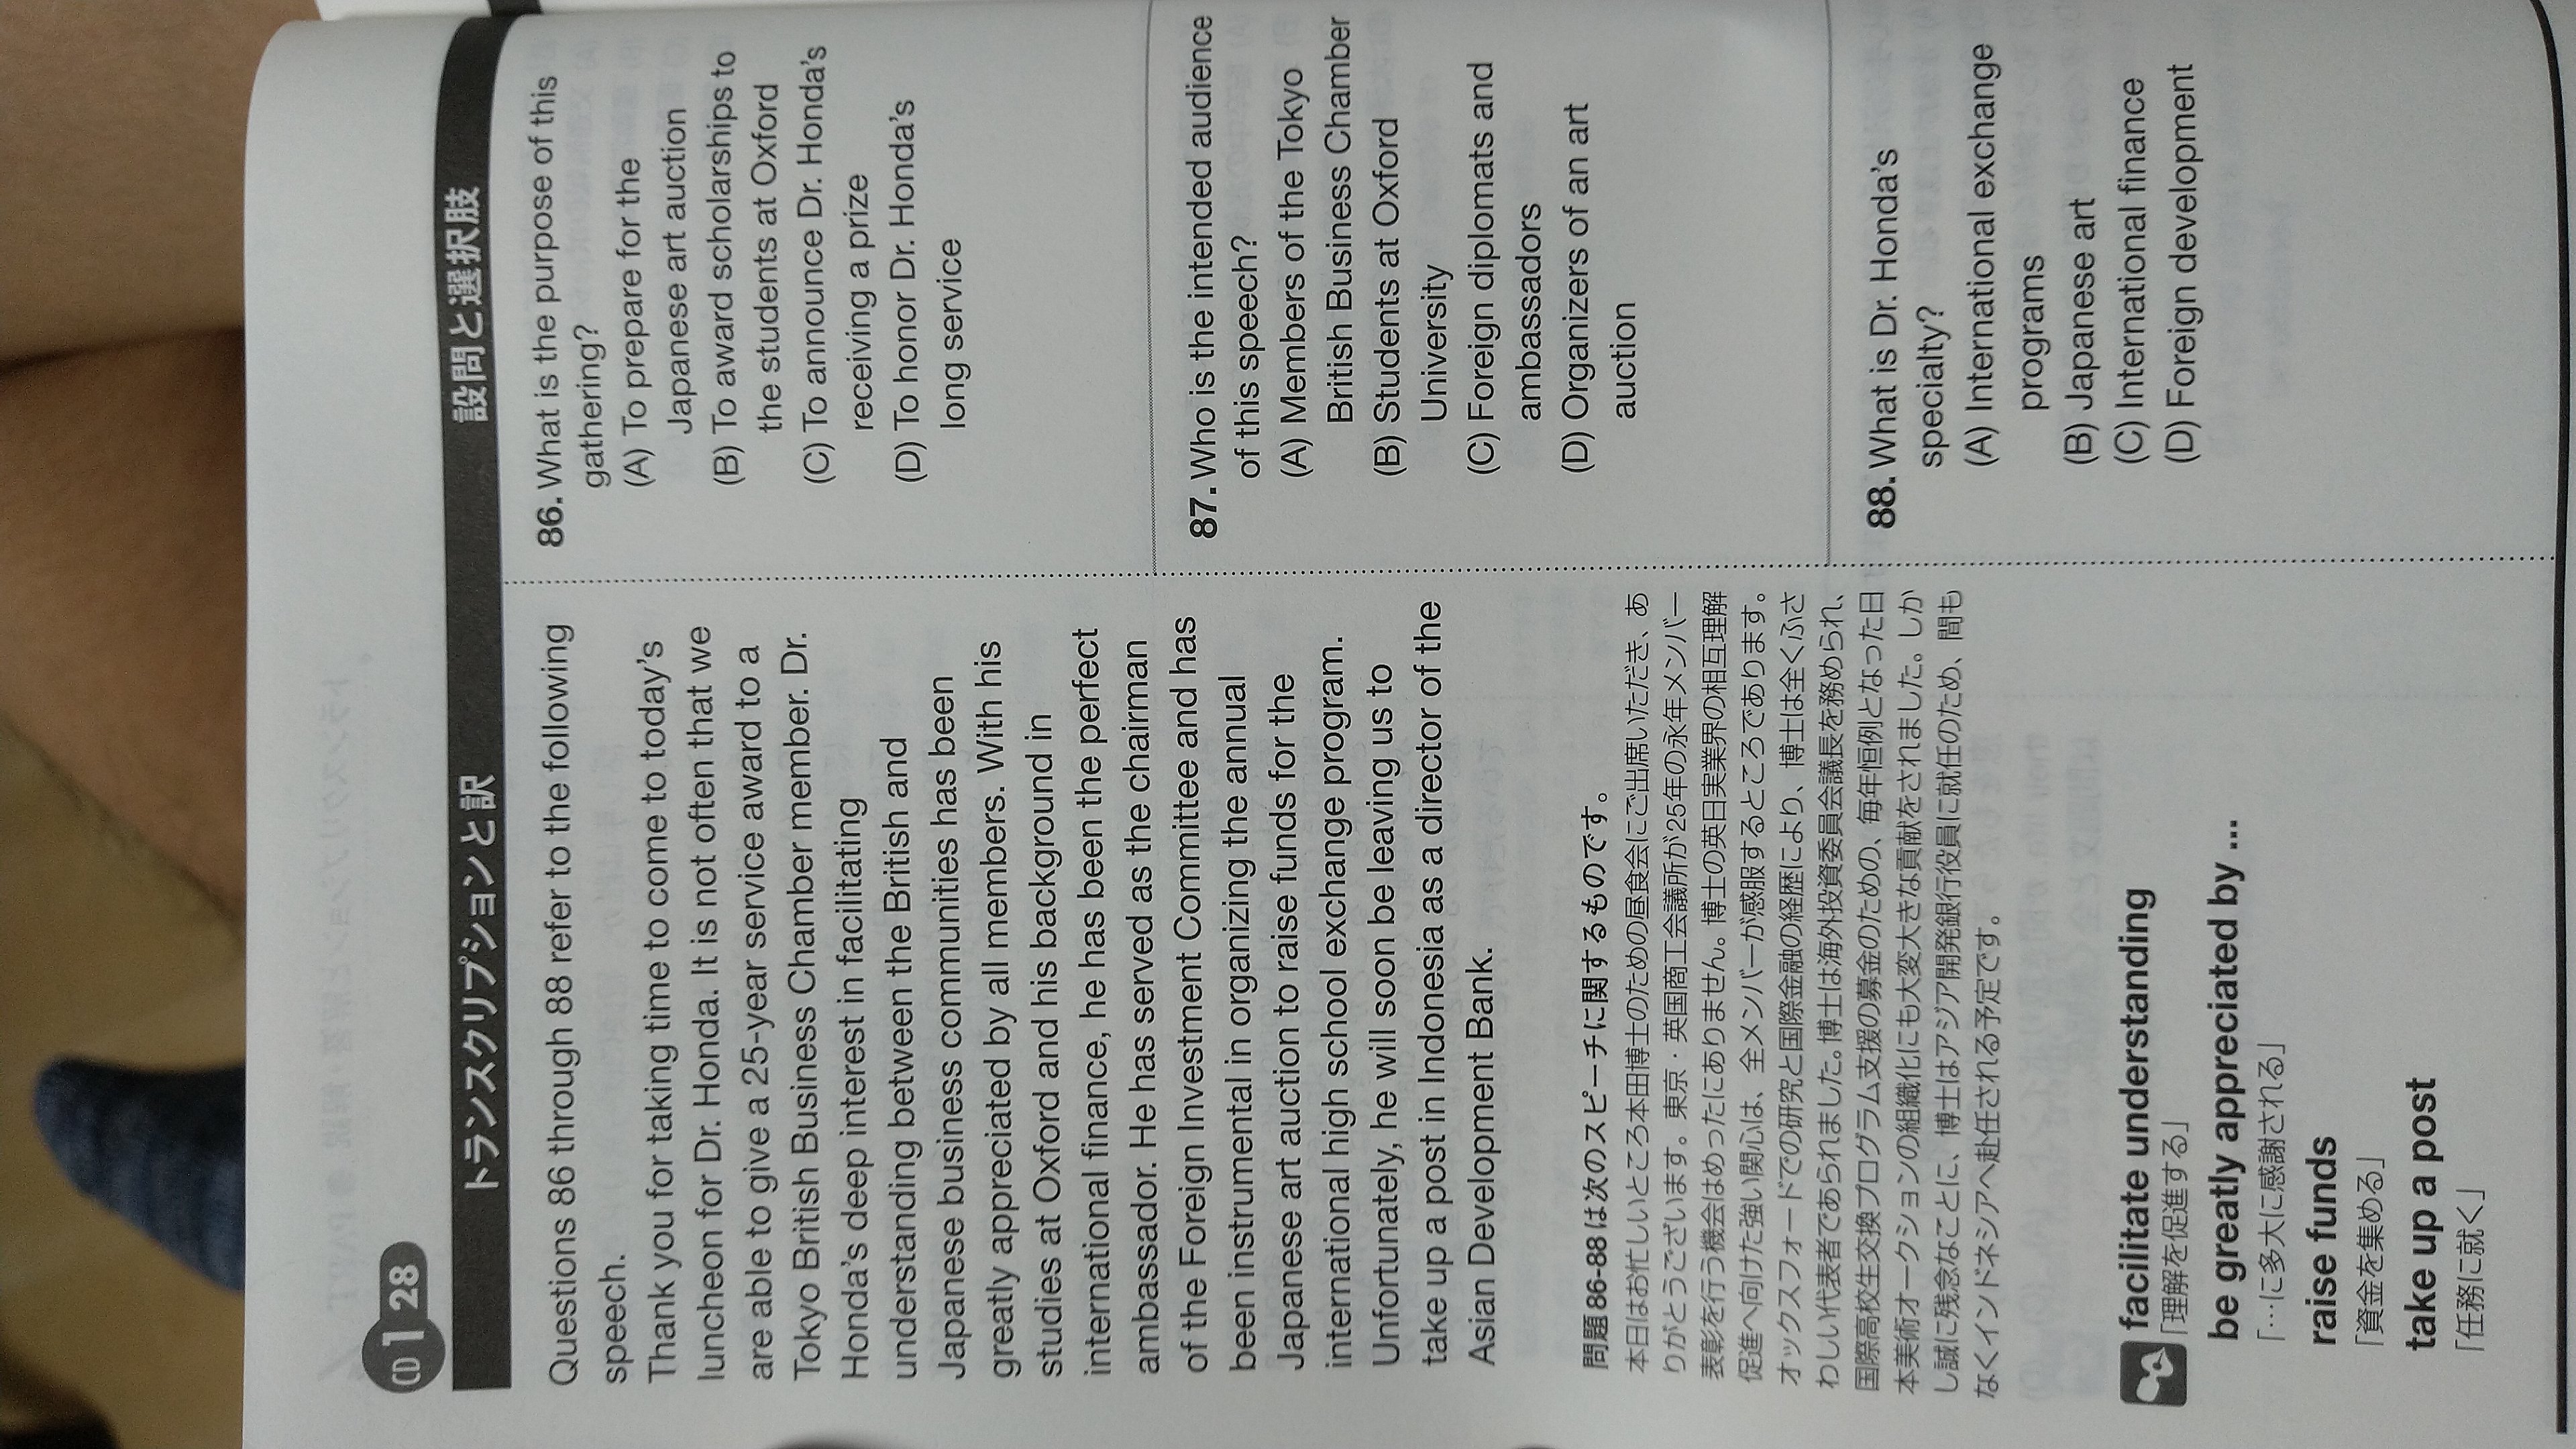 CD 1 28
トランスクリプションと訳
Questions 86 through 88 refer to the following
speech.
Thank you for taking time to come to today's
luncheon for Dr. Honda. It is not often that we
are able to give a 25-year service award to a
Tokyo British Business Chamber member. Dr.
Honda's deep interest in facilitating
understanding between the British and
Japanese business communities has been
greatly appreciated by all members. With his
studies at Oxford and his background in
international finance, he has been the perfect
ambassador. He has served as the chairman
of the Foreign Investment Committee and has
been instrumental in organizing the annual
Japanese art auction to raise funds for the
international high school exchange program.
Unfortunately, he will soon be leaving us to
take up a post in Indonesia as a director of the
Asian Development Bank.
問題86-88は次のスピーチに関するものです。
本日はお忙しいところ本田博士のための昼食会にご出席いただき、あ
りがとうございます。東京・英国商工会議所が25年の永年メンバー
表彰を行う機会はめったにありません。博士の英日実業界の相互理解
促進へ向けた強い関心は、全メンバーが感服するところであります。
オックスフォードでの研究と国際金融の経歴により、博士は全くふさ
わしい代表者であられました。博士は海外投資委員会議長を務められ、
国際高校生交換プログラム支援の募金のための、毎年恒例となった日
本美術オークションの組織化にも大変大きな貢献をされました。しか
し誠に残念なことに、博士はアジア開発銀行役員に就任のため、間も
なくインドネシアへ赴任される予定です。
facilitate understanding
「理解を促進する」
be greatly appreciated by ...
「…に多大に感謝される」
raise funds
「資金を集める」
take up a post
「任務に就く」
設問と選択肢
86. What is the purpose of this
gathering?
(A) To prepare for the
Japanese art auction
(B) To award scholarships to
the students at Oxford
(C) To announce Dr. Honda's
receiving a prize
(D) To honor Dr. Honda's
long service
87. Who is the intended audience
of this speech?
(A) Members of the Tokyo
British Business Chamber
(B) Students at Oxford
University
(C) Foreign diplomats and
ambassadors
(D) Organizers of an art
auction
88. What is Dr. Honda's
specialty?
(A) International exchange
programs
(B) Japanese art
(C) International finance
(D) Foreign development